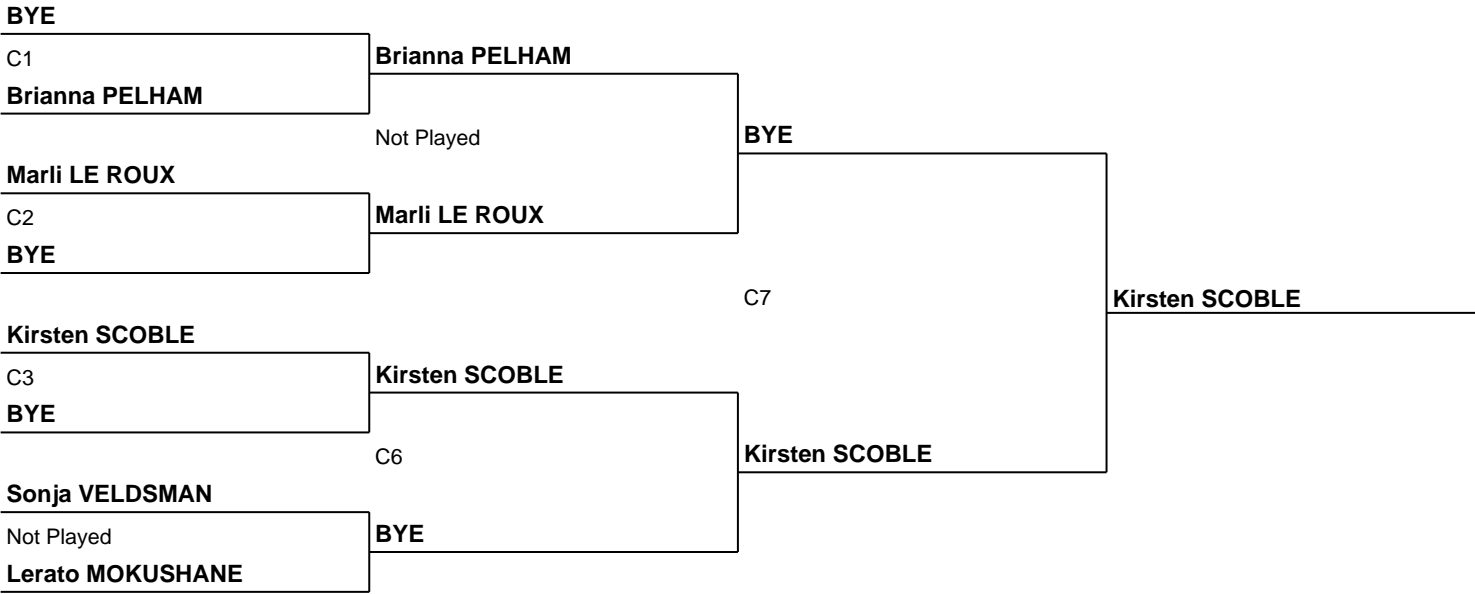 BYE
C1
Brianna PELHAM
Brianna PELHAM
Not Played
Marli LE ROUX
C2
BYE
Marli LE ROUX
BYE
C7
Kirsten SCOBLE
Kirsten SCOBLE
C3
BYE
Kirsten SCOBLE
C6
Sonja VELDSMAN
Not Played
Lerato MOKUSHANE
BYE
Kirsten SCOBLE